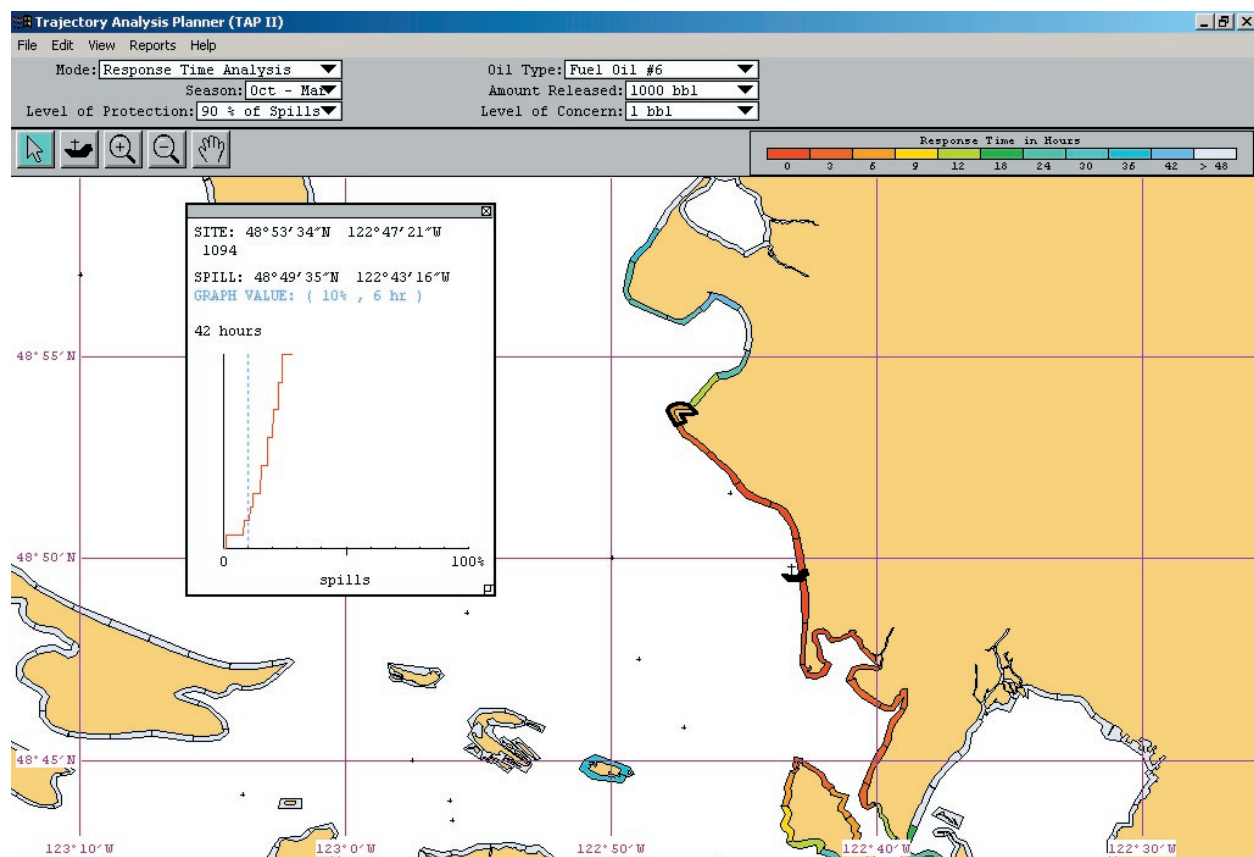 Trajectory Analysis Planner (TAP II)
File Edit View Reports Help
Mode: Response Time Analysis
Oil Type: Fuel Oil #6
Season: Oct - Mar
Amount Released: 1000 bbl
Level of Protection: 90 % of Spills
Level of Concern: 1 bbl
Response Time in Hours
0 3 6 9 12 18 24 30 36 42 > 48
SITE: 48°53′34″N 122°47′21″W
1094
SPILL: 48°49′35″N 122°43′16″W
GRAPH VALUE: ( 10% , 6 hr )
42 hours
0 100%
spills
48°55′N
48°50′N
48°45′N
123°10′W 123°0′W 122°50′W 122°40′W 122°30′W